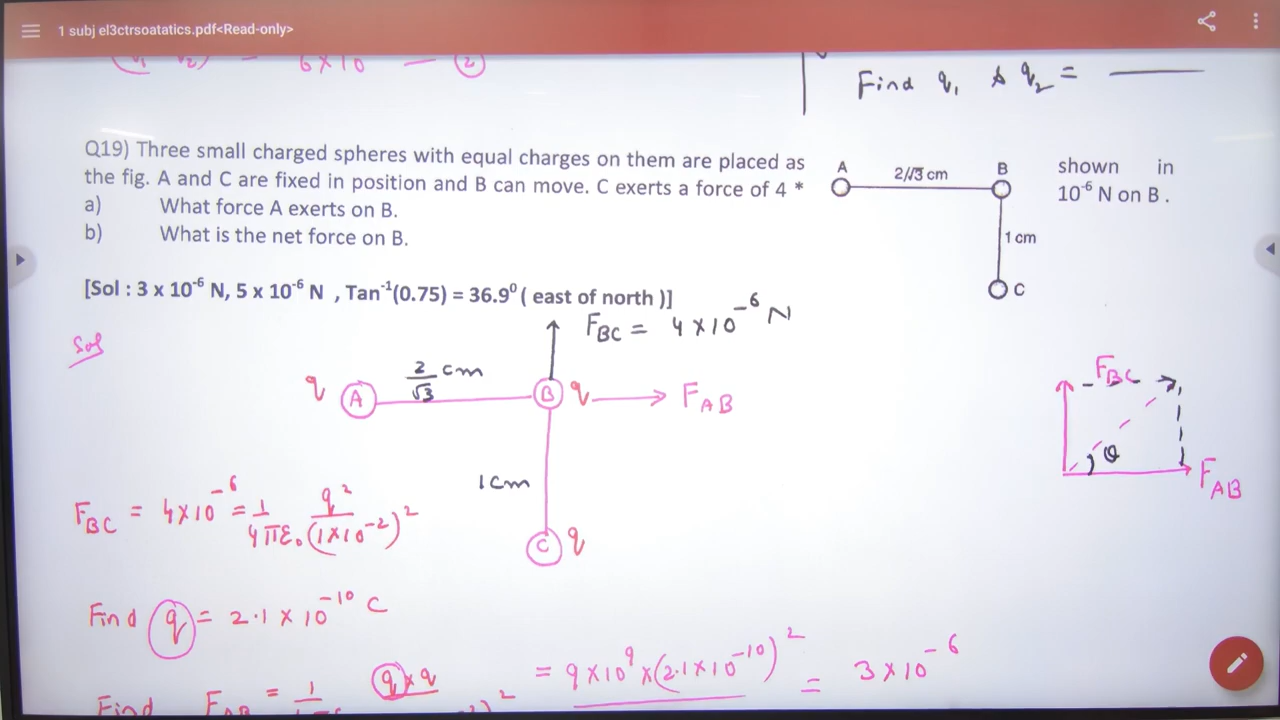 1 subj el3ctrsoatatics.pdf<Read-only>
6 × 10 — ②
Find q₁ & q₂ = ____
Q19) Three small charged spheres with equal charges on them are placed as shown in
the fig. A and C are fixed in position and B can move. C exerts a force of 4 * 10⁻⁶ N on B .
a) What force A exerts on B.
b) What is the net force on B.
A 2/√3 cm B
1 cm
C
[Sol : 3 x 10⁻⁶ N, 5 x 10⁻⁶ N , Tan⁻¹(0.75) = 36.9⁰ ( east of north )]
Sol
F_BC = 4 × 10⁻⁶ N
q A 2/√3 cm B q F_AB
1cm
C q
F_BC
θ
F_AB
F_BC = 4×10⁻⁶ = 1/4πε₀ q²/(1×10⁻²)²
Find q = 2.1 × 10⁻¹⁰ C
Find F_AB = 1 q×q = 9×10⁹ × (2.1×10⁻¹⁰)² = 3×10⁻⁶